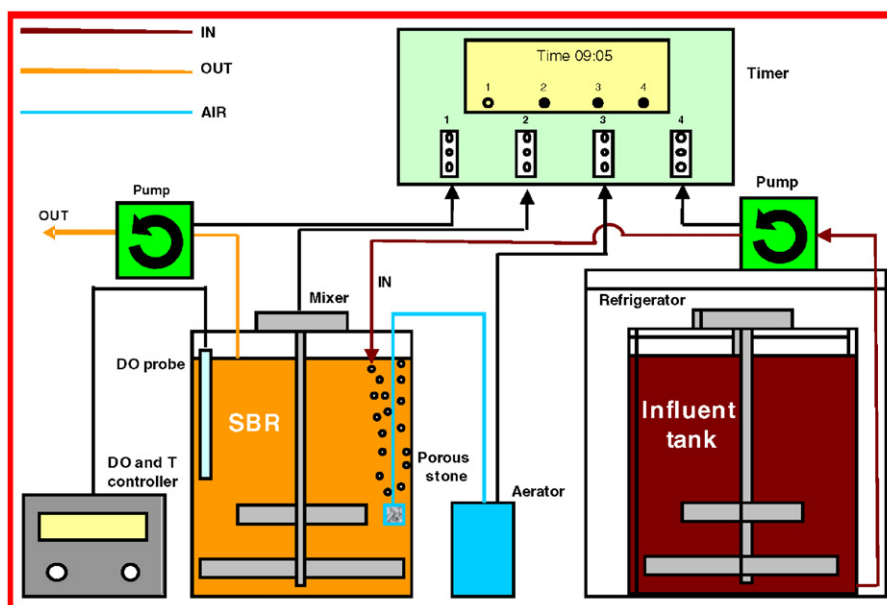 IN
OUT
AIR
Time 09:05
1 2 3 4
1 2 3 4
Timer
Pump
OUT
Pump
IN
Mixer
Refrigerator
DO probe
SBR
Influent
tank
DO and T
controller
Porous
stone
Aerator